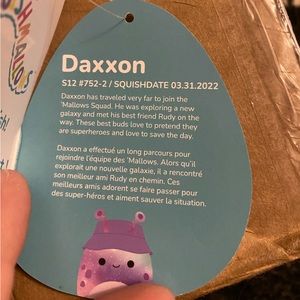 Daxxon
S12 #752-2 / SQUISHDATE 03.31.2022
Daxxon has traveled very far to join the
'Mallows Squad. He was exploring a new
galaxy and met his best friend Rudy on the
way. These best buds love to pretend they
are superheroes and love to save the day.
Daxxon a effectué un long parcours pour
rejoindre l'équipe des 'Mallows. Alors qu'il
explorait une nouvelle galaxie, il a rencontré
son meilleur ami Rudy en chemin. Ces
meilleurs amis adorent se faire passer pour
des super-héros et aiment sauver la situation.